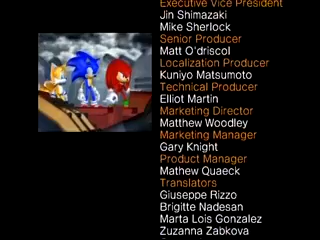 Executive Vice President
Jin Shimazaki
Mike Sherlock
Senior Producer
Matt O'driscol
Localization Producer
Kuniyo Matsumoto
Technical Producer
Elliot Martin
Marketing Director
Matthew Woodley
Marketing Manager
Gary Knight
Product Manager
Mathew Quaeck
Translators
Giuseppe Rizzo
Brigitte Nadesan
Marta Lois Gonzalez
Zuzanna Zabkova